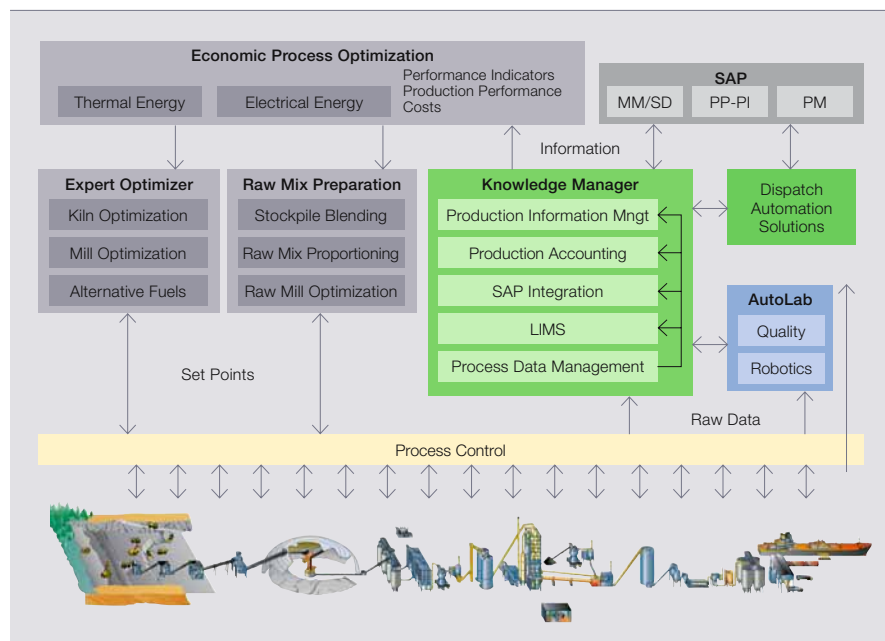 Economic Process Optimization
Thermal Energy
Electrical Energy
Performance Indicators
Production Performance
Costs
SAP
MM/SD
PP-PI
PM
Information
Expert Optimizer
Kiln Optimization
Mill Optimization
Alternative Fuels
Raw Mix Preparation
Stockpile Blending
Raw Mix Proportioning
Raw Mill Optimization
Knowledge Manager
Production Information Mngt
Production Accounting
SAP Integration
LIMS
Process Data Management
Dispatch
Automation
Solutions
AutoLab
Quality
Robotics
Set Points
Raw Data
Process Control